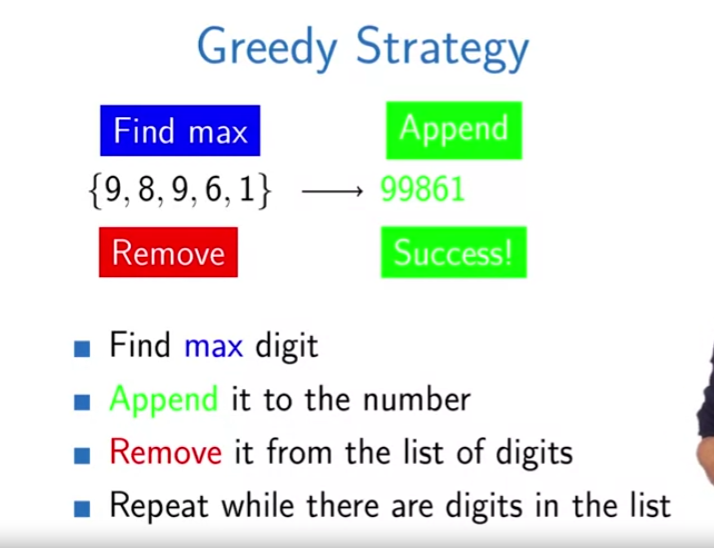 Greedy Strategy
Find max Append
{9, 8, 9, 6, 1} ⟶ 99861
Remove Success!
Find max digit
Append it to the number
Remove it from the list of digits
Repeat while there are digits in the list